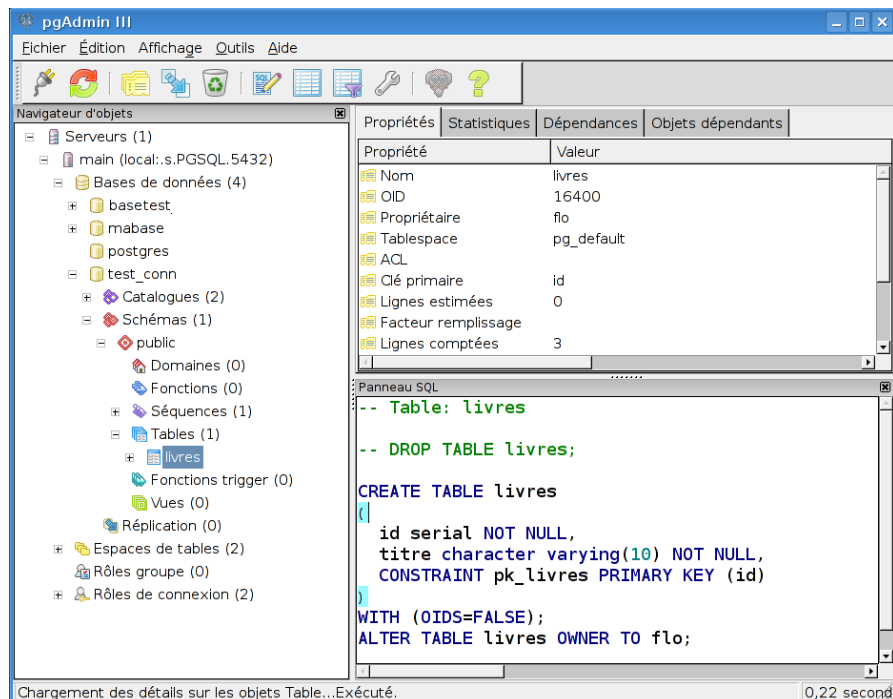 pgAdmin III
Fichier Édition Affichage Outils Aide
Navigateur d'objets
Serveurs (1)
main (local:.s.PGSQL.5432)
Bases de données (4)
basetest
mabase
postgres
test_conn
Catalogues (2)
Schémas (1)
public
Domaines (0)
Fonctions (0)
Séquences (1)
Tables (1)
livres
Fonctions trigger (0)
Vues (0)
Réplication (0)
Espaces de tables (2)
Rôles groupe (0)
Rôles de connexion (2)
Propriétés Statistiques Dépendances Objets dépendants
Propriété Valeur
Nom livres
OID 16400
Propriétaire flo
Tablespace pg_default
ACL
Clé primaire id
Lignes estimées 0
Facteur remplissage
Lignes comptées 3
Panneau SQL
-- Table: livres
-- DROP TABLE livres;
CREATE TABLE livres
(
id serial NOT NULL,
titre character varying(10) NOT NULL,
CONSTRAINT pk_livres PRIMARY KEY (id)
)
WITH (OIDS=FALSE);
ALTER TABLE livres OWNER TO flo;
Chargement des détails sur les objets Table...Exécuté. 0,22 second